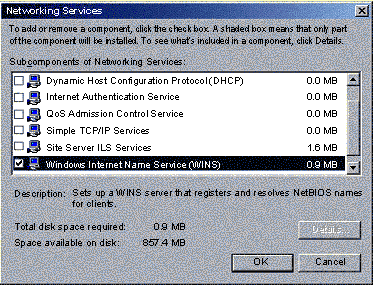 Networking Services
To add or remove a component, click the check box. A shaded box means that only part
of the component will be installed. To see what's included in a component, click Details.
Subcomponents of Networking Services:
Dynamic Host Configuration Protocol (DHCP) 0.0 MB
Internet Authentication Service 0.0 MB
QoS Admission Control Service 0.0 MB
Simple TCP/IP Services 0.0 MB
Site Server ILS Services 1.6 MB
Windows Internet Name Service (WINS) 0.9 MB
Description: Sets up a WINS server that registers and resolves NetBIOS names
for clients.
Total disk space required: 0.9 MB
Space available on disk: 857.4 MB
Details...
OK Cancel